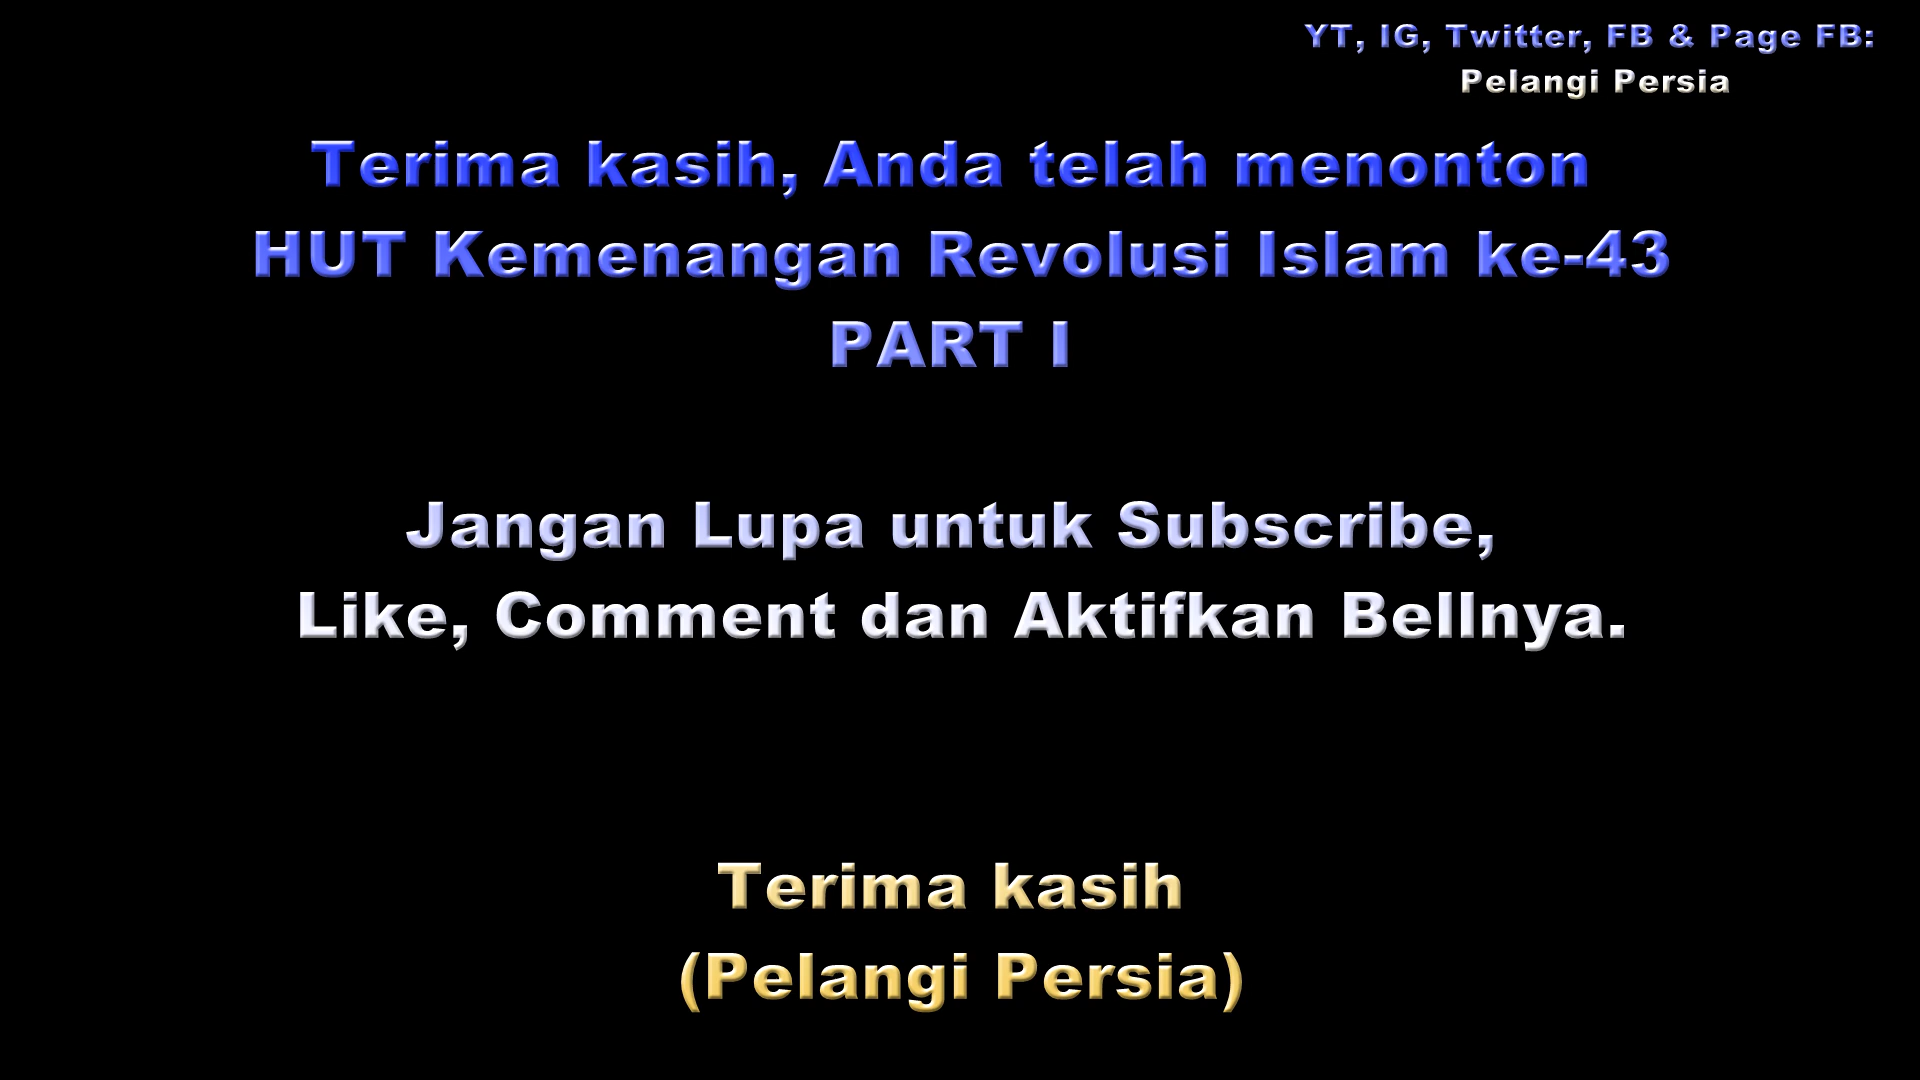 YT, IG, Twitter, FB & Page FB:
Pelangi Persia
Terima kasih, Anda telah menonton
HUT Kemenangan Revolusi Islam ke-43
PART I
Jangan Lupa untuk Subscribe,
Like, Comment dan Aktifkan Bellnya.
Terima kasih
(Pelangi Persia)